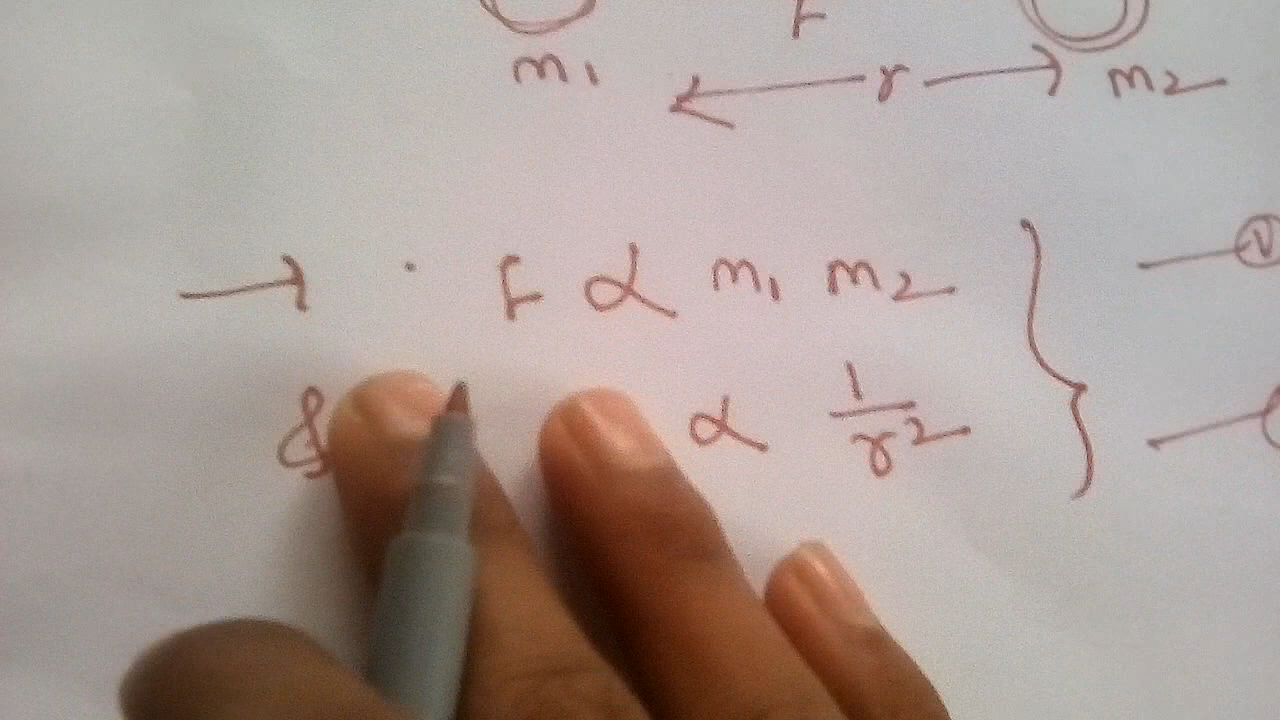 F
m₁ ← r → m₂
→ F ∝ m₁ m₂
& ∝ 1/r²